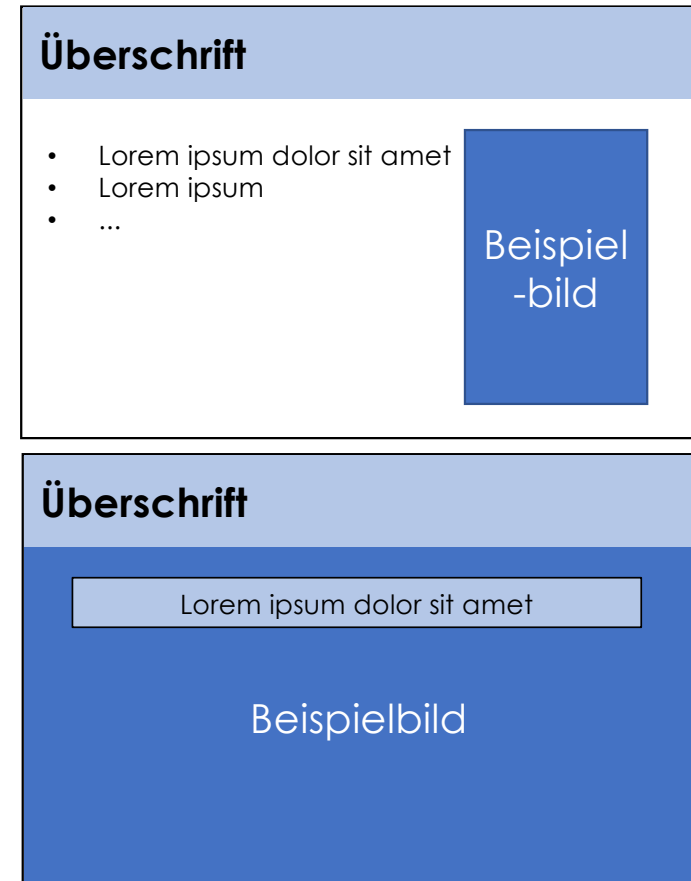 Überschrift
• Lorem ipsum dolor sit amet
• Lorem ipsum
• ...
Beispiel
-bild
Überschrift
Lorem ipsum dolor sit amet
Beispielbild